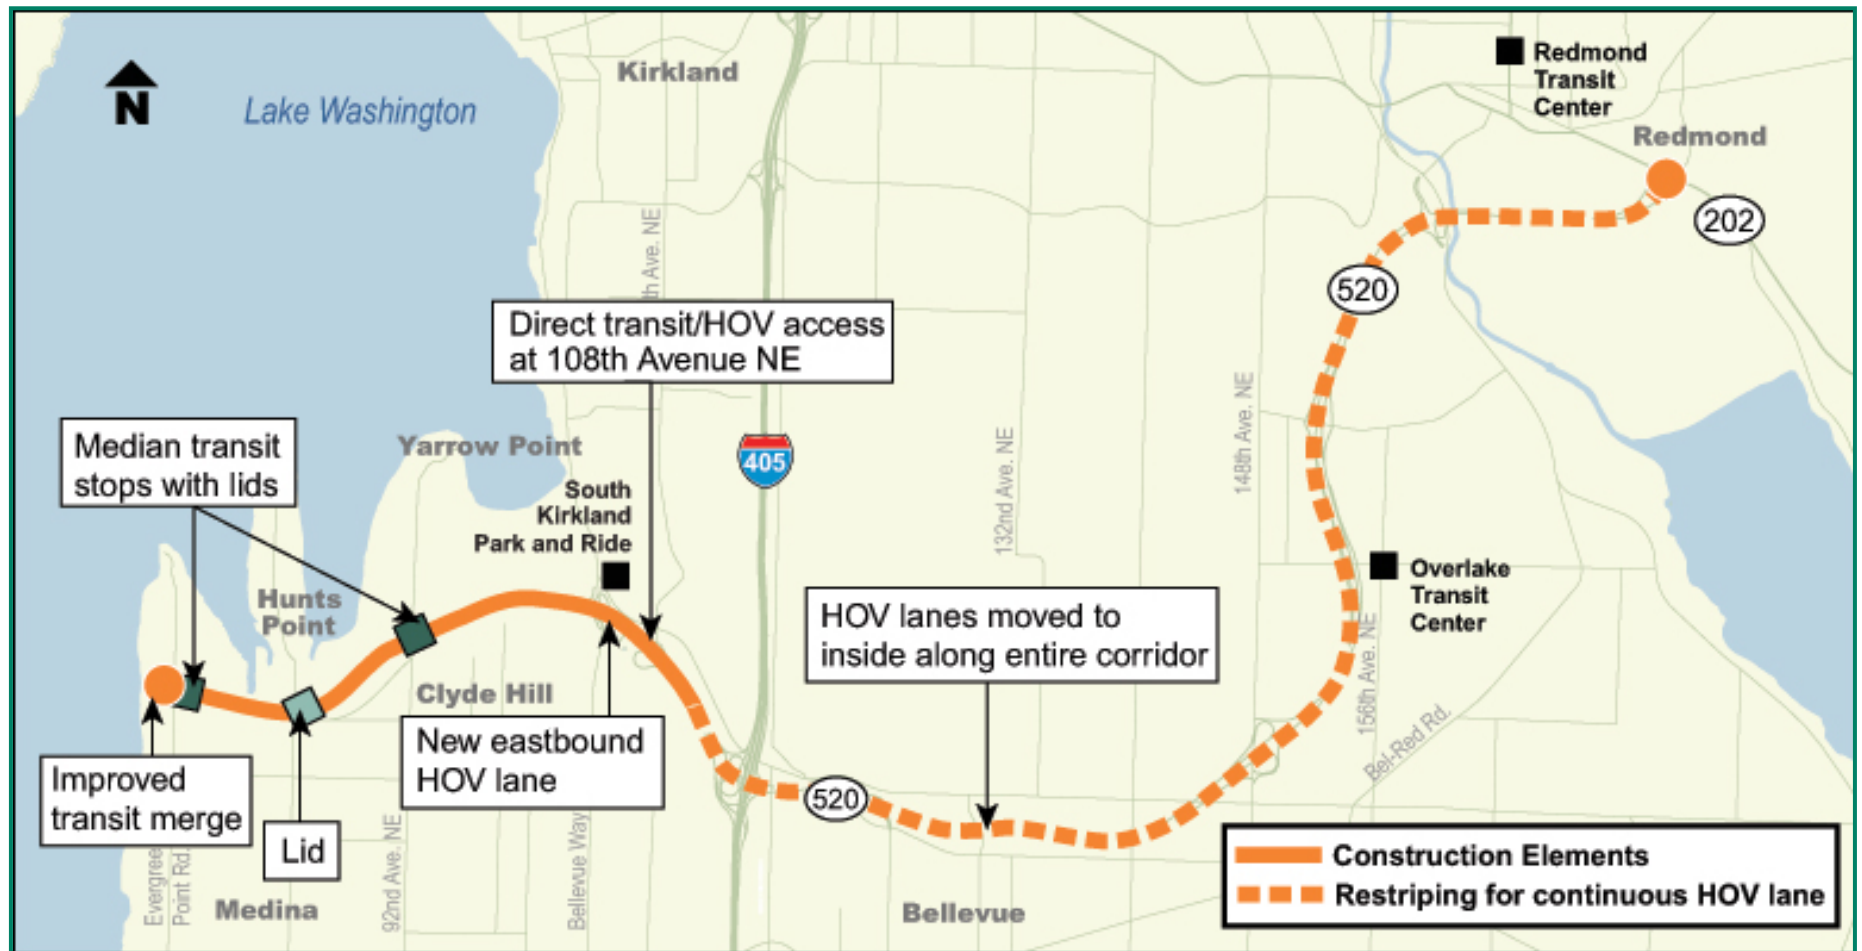 N
Lake Washington
Kirkland
Redmond
Transit
Center
Redmond
202
520
th Ave. NE
Direct transit/HOV access
at 108th Avenue NE
Median transit
stops with lids
Yarrow Point
405
South
Kirkland
Park and Ride
132nd Ave. NE
148th Ave. NE
Overlake
Transit
Center
Hunts
Point
HOV lanes moved to
inside along entire corridor
156th Ave. NE
Bel-Red Rd.
Clyde Hill
New eastbound
HOV lane
Improved
transit merge
Lid
520
Evergree
Point Rd.
Medina
92nd Ave. NE
Bellevue Way
Bellevue
Construction Elements
Restriping for continuous HOV lane